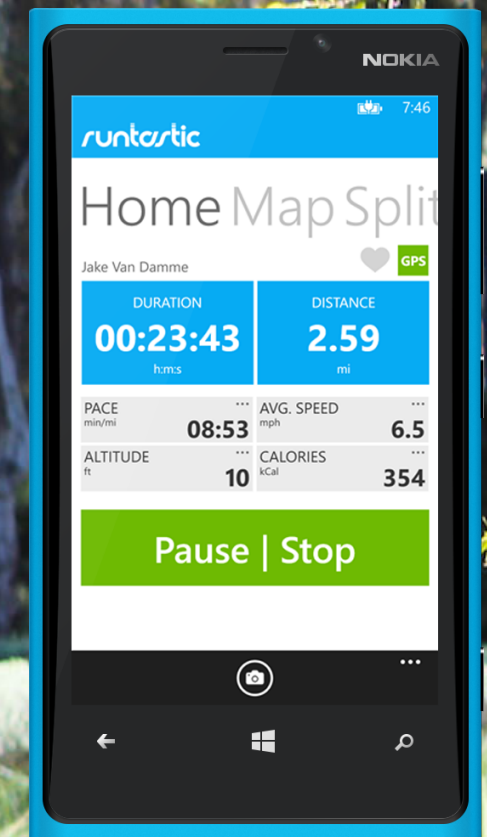 NOKIA
7:46
runtastic
Home Map Split
Jake Van Damme
GPS
DURATION
00:23:43
h:m:s
DISTANCE
2.59
mi
PACE
min/mi
08:53
AVG. SPEED
mph
6.5
ALTITUDE
ft
10
CALORIES
kCal
354
Pause | Stop